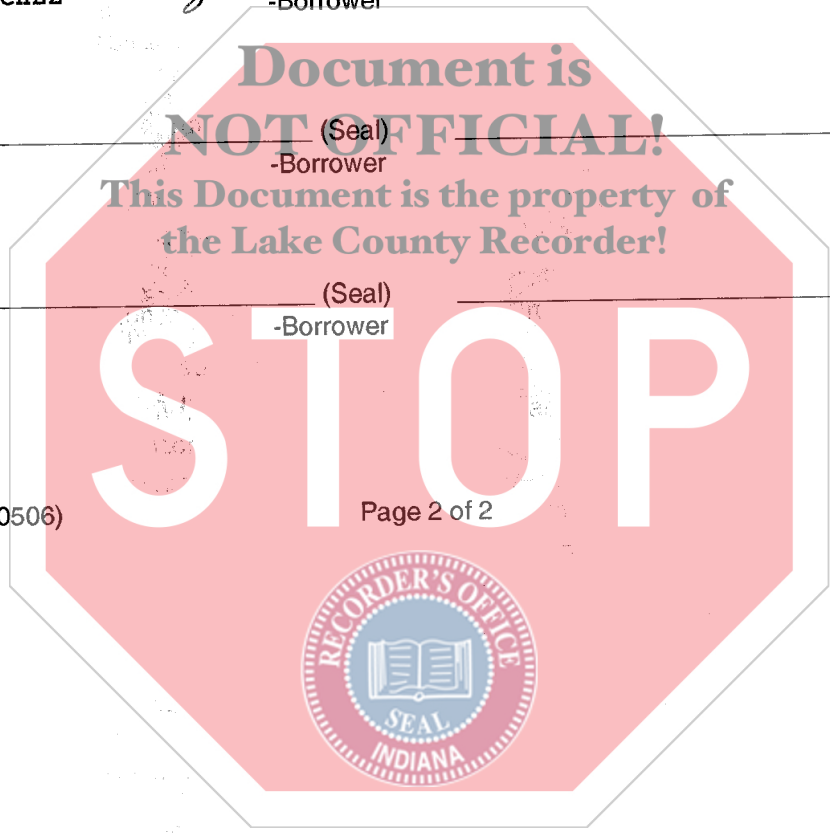 -Borrower
Document is
NOT OFFICIAL!
(Seal)
-Borrower
This Document is the property of
the Lake County Recorder!
(Seal)
-Borrower
STOP
0506)
Page 2 of 2
RECORDER'S OFFICE
SEAL
INDIANA